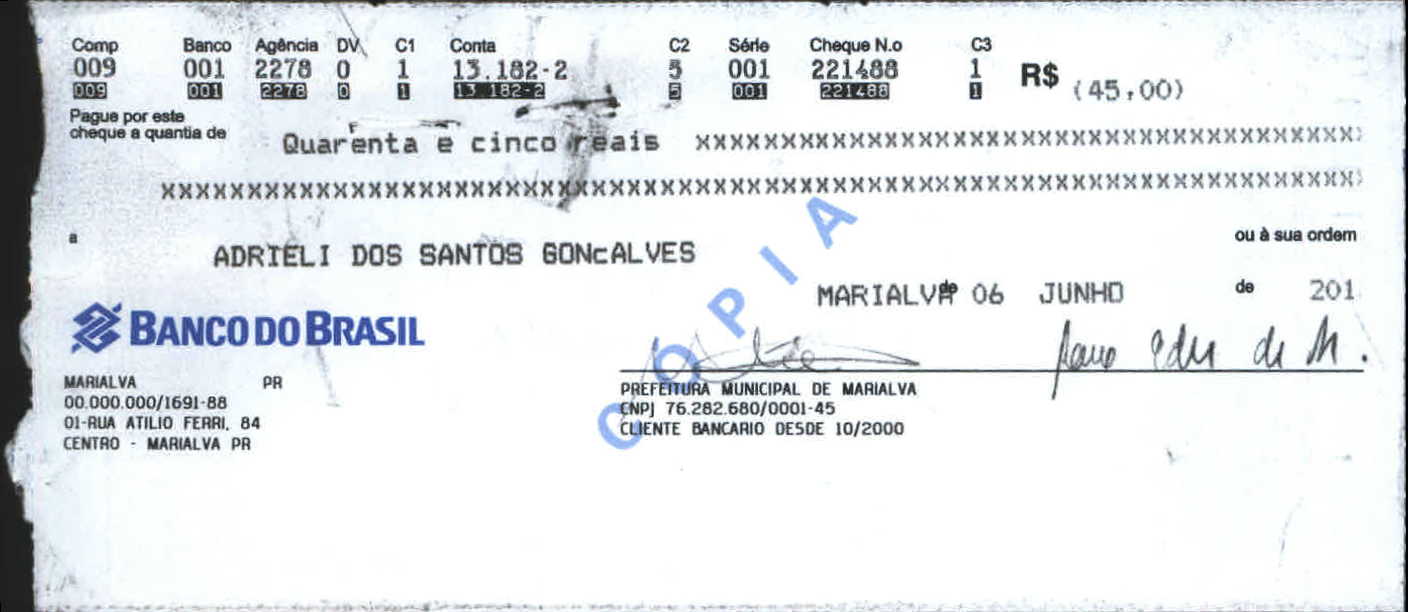 Comp Banco Agência DV C1 Conta C2 Série Cheque N.o C3
009 001 2278 0 1 13.182-2 5 001 221488 1 R$ (45,00)
009 001 2278 0 1 13.182-2 5 001 221488 1
Pague por este
cheque a quantia de Quarenta e cinco reais xxxxxxxxxxxxxxxxxxxxxxxxxxxxxxxxxxxxxxx
xxxxxxxxxxxxxxxxxxxxxxxxxxxxxxxxxxxxxxxxxxxxxxxxxxxxxxxxxxxxxxxxxxxxx
a ADRIELI DOS SANTOS GONcALVES ou à sua ordem
MARIALVA de 06 JUNHO de 201
BANCO DO BRASIL
MARIALVA PR
00.000.000/1691-88
01-RUA ATILIO FERRI, 84
CENTRO - MARIALVA PR
PREFEITURA MUNICIPAL DE MARIALVA
CNPJ 76.282.680/0001-45
CLIENTE BANCARIO DESDE 10/2000
COPIA